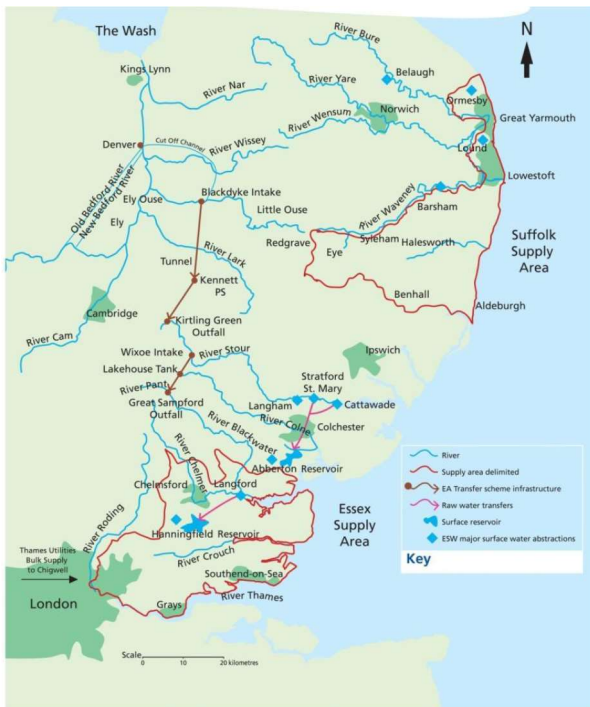 The Wash
N
River Bure
Kings Lynn
River Nar
River Yare
Belaugh
Ormesby
Norwich
River Wensum
Great Yarmouth
Denver
Cut Off Channel
River Wissey
Lound
Old Bedford River
New Bedford River
Lowestoft
Ely Ouse
Blackdyke Intake
Little Ouse
River Waveney
Barsham
Ely
Redgrave
Syleham
Eye
Halesworth
Suffolk
Supply
Area
River Lark
Tunnel
Kennett
PS
Benhall
Aldeburgh
Cambridge
Kirtling Green
Outfall
River Cam
Wixoe Intake
River Stour
Ipswich
Lakehouse Tank
Stratford
St. Mary
River Pant
Great Sampford
Outfall
Langham
Cattawade
River Colne
Colchester
River Blackwater
River Chelmer
Abberton Reservoir
Chelmsford
Langford
Essex
Supply
Area
River Roding
Hanningfield Reservoir
River Crouch
Thames Utilities
Bulk Supply
to Chigwell
Southend-on-Sea
London
Grays
River Thames
Scale
0 10 20 kilometres
River
Supply area delimited
EA Transfer scheme infrastructure
Raw water transfers
Surface reservoir
ESW major surface water abstractions
Key